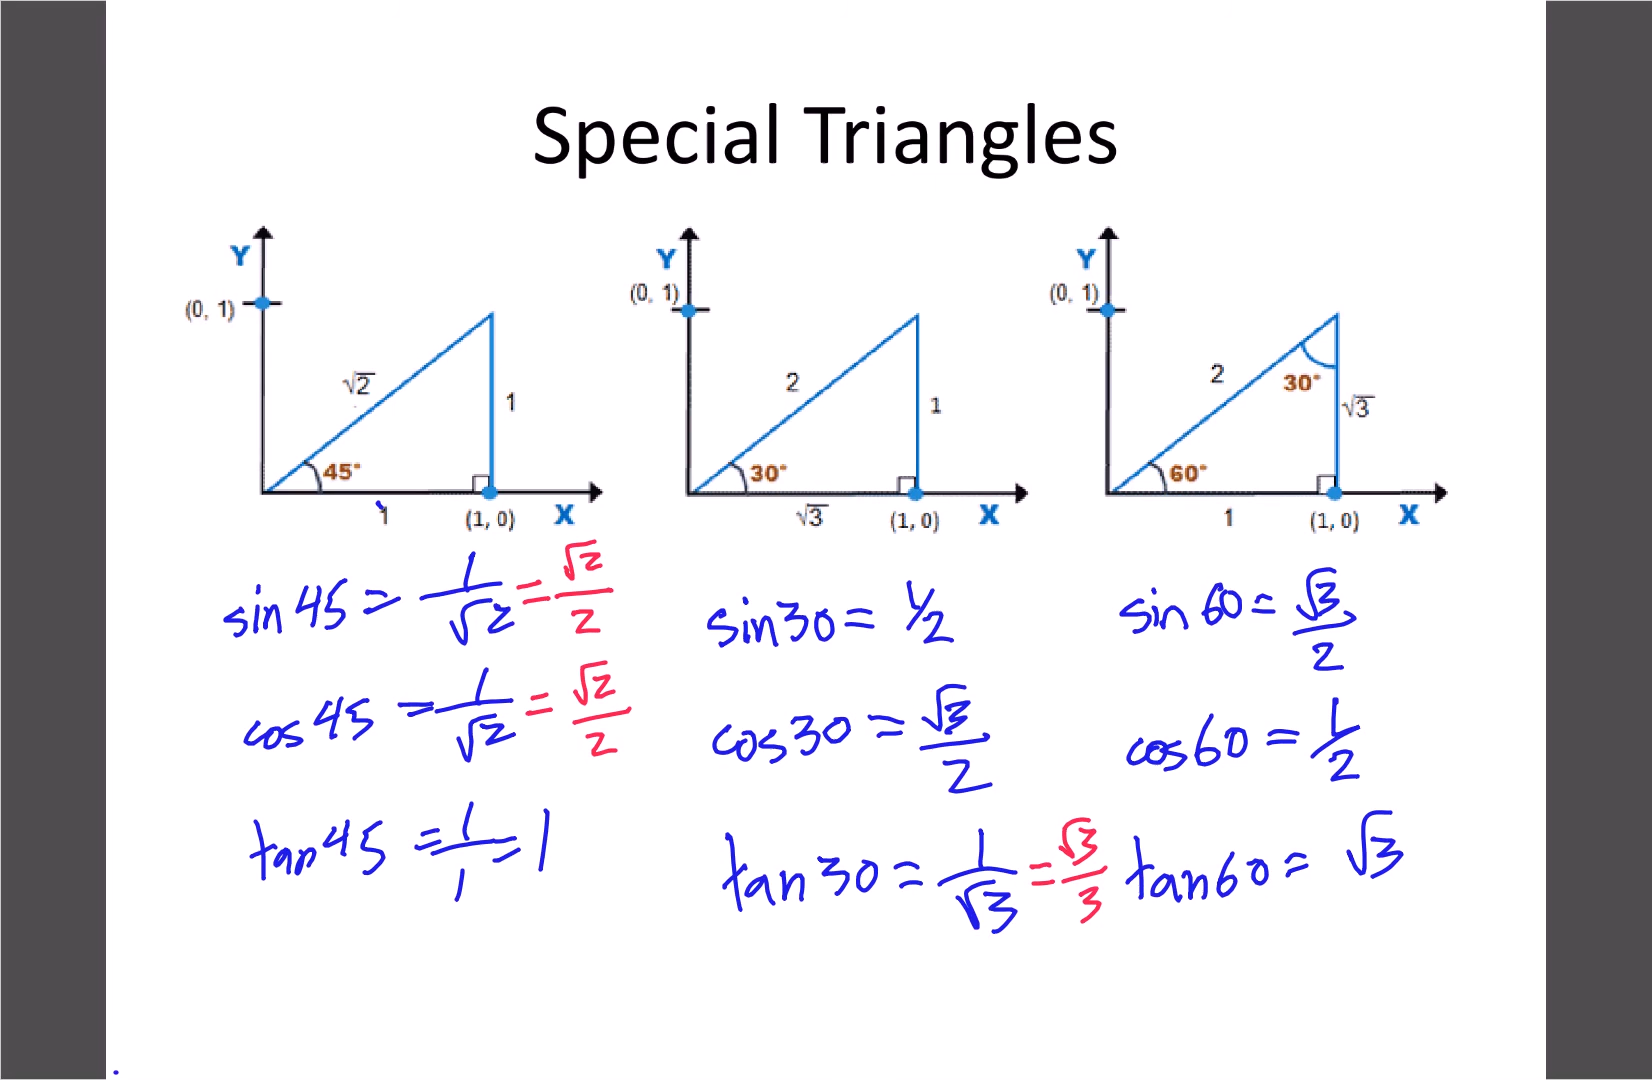 Special Triangles
Y
(0, 1)
√2
1
45°
1
(1, 0)
X
Y
(0, 1)
2
1
30°
√3
(1, 0)
X
Y
(0, 1)
2
30°
√3
60°
1
(1, 0)
X
sin 45 = 1/√2 = √2/2
cos 45 = 1/√2 = √2/2
tan 45 = 1/1 = 1
sin 30 = 1/2
cos 30 = √3/2
tan 30 = 1/√3 = √3/3
sin 60 = √3/2
cos 60 = 1/2
tan 60 = √3